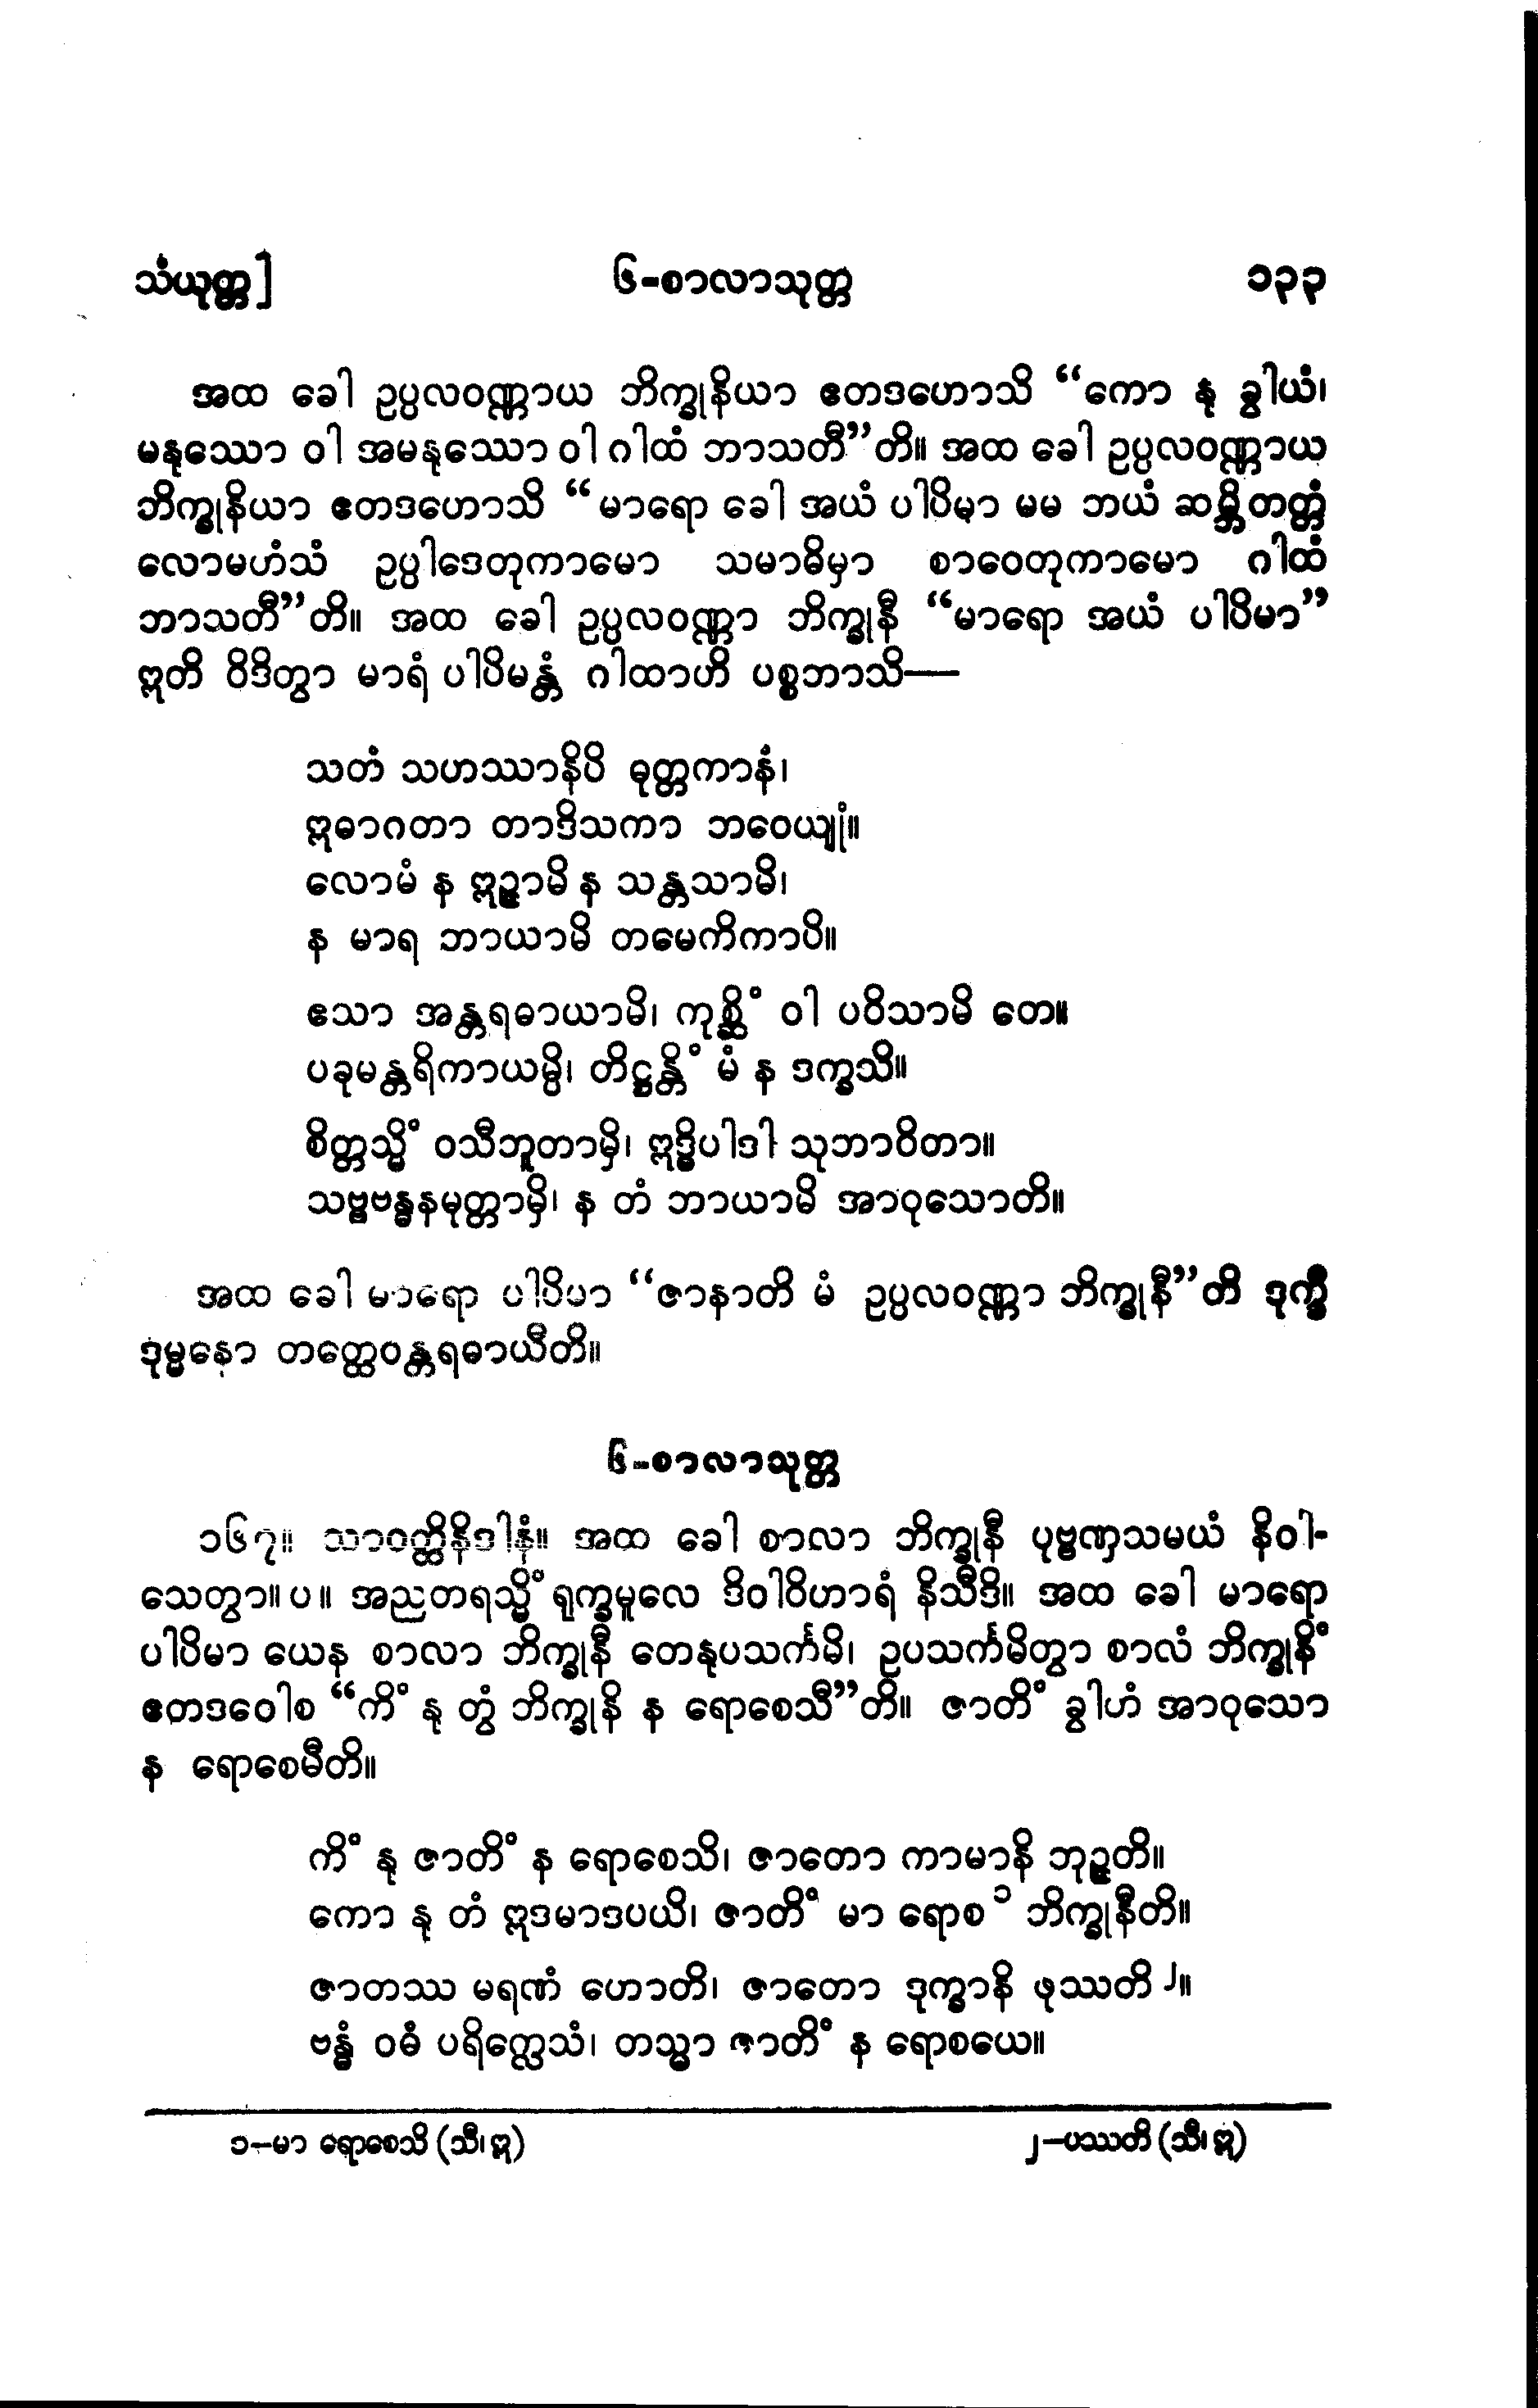 သံယုတ္တ] ၆-စာလာသုတ္တ ၁၃၃
အထ ခေါ ဥပ္ပလဝဏ္ဏာယ ဘိက္ခုနိယာ ဧတဒဟောသိ “ကော နု ခွါယံ၊
မနုဿော ဝါ အမနုဿော ဝါ ဂါထံ ဘာသတီ”တိ။ အထ ခေါ ဥပ္ပလဝဏ္ဏာယ
ဘိက္ခုနိယာ ဧတဒဟောသိ “မာရော ခေါ အယံ ပါပိမာ မမ ဘယံ ဆမ္ဘိတတ္တံ
လောမဟံသံ ဥပ္ပါဒေတုကာမော သမာဓိမှာ စာဝေတုကာမော ဂါထံ
ဘာသတီ”တိ။ အထ ခေါ ဥပ္ပလဝဏ္ဏာ ဘိက္ခုနီ “မာရော အယံ ပါပိမာ”
ဣတိ ဝိဒိတွာ မာရံ ပါပိမန္တံ ဂါထာဟိ ပစ္စဘာသိ—
သတံ သဟဿာနိပိ ဓုတ္တကာနံ၊
ဣဓာဂတာ တာဒိသကာ ဘဝေယျုံ။
လောမံ န ဣဉ္ဇာမိ န သန္တသာမိ၊
န မာရ ဘာယာမိ တမေကိကာပိ။
ဧသာ အန္တရဓာယာမိ၊ ကုစ္ဆိံ ဝါ ပဝိသာမိ တေ။
ပခုမန္တရိကာယမ္ပိ၊ တိဋ္ဌန္တိံ မံ န ဒက္ခသိ။
စိတ္တသ္မိံ ဝသီဘူတာမှိ၊ ဣဒ္ဓိပါဒါ သုဘာဝိတာ။
သဗ္ဗဗန္ဓနမုတ္တာမှိ၊ န တံ ဘာယာမိ အာဝုသောတိ။
အထ ခေါ မာရော ပါပိမာ “ဇာနာတိ မံ ဥပ္ပလဝဏ္ဏာ ဘိက္ခုနီ”တိ ဒုက္ခီ
ဒုမ္မနော တတ္ထေဝန္တရဓာယီတိ။
၆-စာလာသုတ္တ
၁၆၇။ သာဝတ္ထိနိဒါနံ။ အထ ခေါ စာလာ ဘိက္ခုနီ ပုဗ္ဗဏှသမယံ နိဝါ-
သေတွာ။ပ။ အညတရသ္မိံ ရုက္ခမူလေ ဒိဝါဝိဟာရံ နိသီဒိ။ အထ ခေါ မာရော
ပါပိမာ ယေန စာလာ ဘိက္ခုနီ တေနုပသင်္ကမိ၊ ဥပသင်္ကမိတွာ စာလံ ဘိက္ခုနိံ
ဧတဒဝေါစ “ကိံ နု တွံ ဘိက္ခုနိ န ရောစေသီ”တိ။ ဇာတိံ ခွါဟံ အာဝုသော
န ရောစေမီတိ။
ကိံ နု ဇာတိံ န ရောစေသိ၊ ဇာတော ကာမာနိ ဘုဉ္ဇတိ။
ကော နု တံ ဣဒမာဒပယိ၊ ဇာတိံ မာ ရောစ ၁ ဘိက္ခုနီတိ။
ဇာတဿ မရဏံ ဟောတိ၊ ဇာတော ဒုက္ခာနိ ဖုဿတိ ၂။
ဗန္ဓံ ဝဓံ ပရိက္လေသံ၊ တသ္မာ ဇာတိံ န ရောစယေ။
၁-မာ ရောစေသိ (သီ၊ ဣ) ၂-ပဿတိ (သီ၊ ဣ)